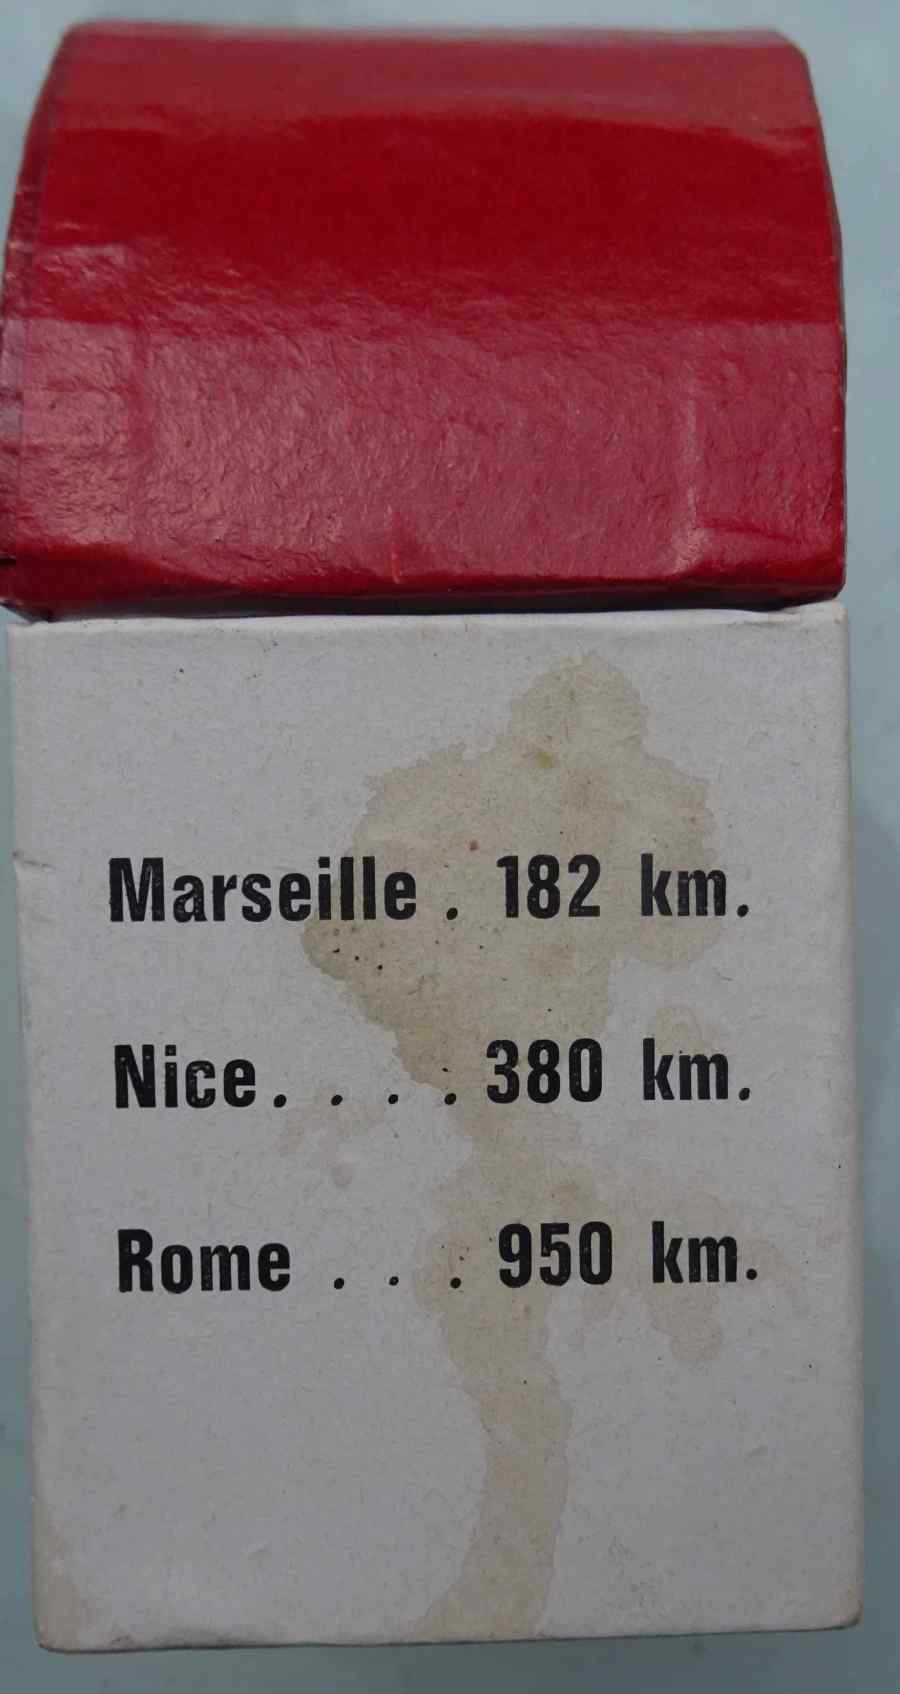 Marseille . 182 km.
Nice. . . . 380 km.
Rome . . . 950 km.